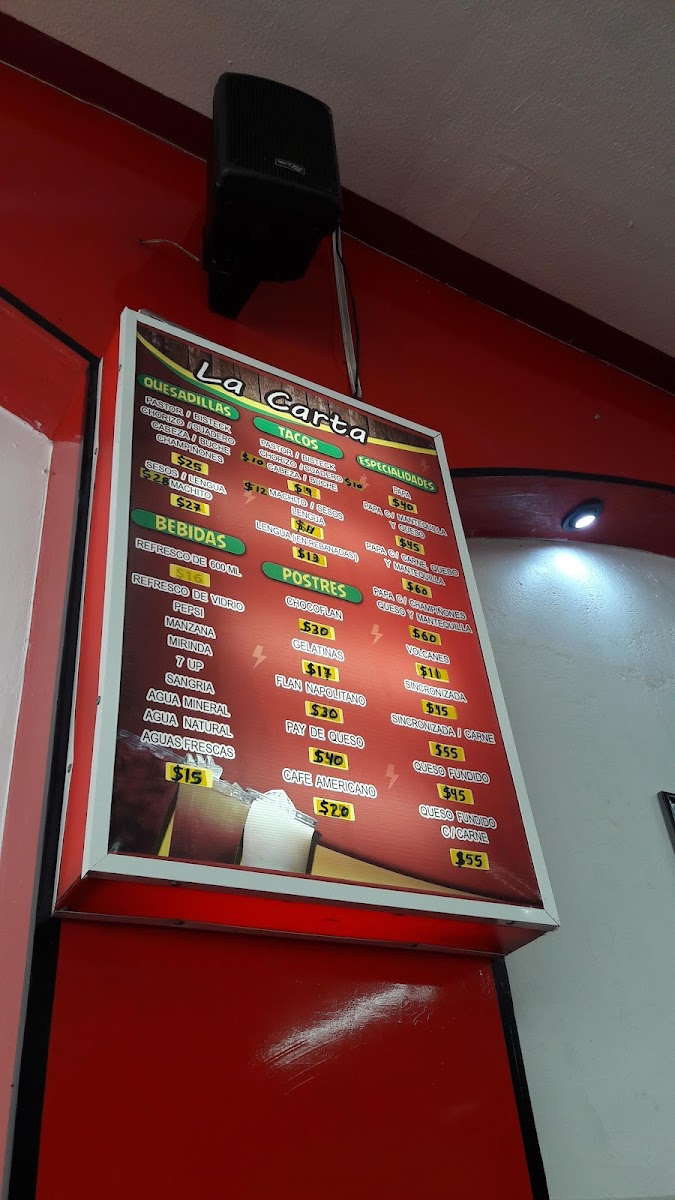 La Carta
QUESADILLAS
PASTOR / BISTECK
CHORIZO / SUADERO
CABEZA / BUCHE
CHAMPIÑONES
$25
SESOS / LENGUA
$28 MACHITO
$27
BEBIDAS
REFRESCO DE 600 ML
$16
REFRESCO DE VIDRIO
PEPSI
MANZANA
MIRINDA
7 UP
SANGRIA
AGUA MINERAL
AGUA NATURAL
AGUAS FRESCAS
$15
TACOS
PASTOR / BISTECK
$10 CHORIZO / SUADERO
CABEZA / BUCHE $10
$9
$12 MACHITO / SESOS
LENGUA
$11
LENGUA (EN REBANADAS)
$13
POSTRES
CHOCOFLAN
$30
GELATINAS
$17
FLAN NAPOLITANO
$30
PAY DE QUESO
$40
CAFE AMERICANO
$20
ESPECIALIDADES
PAPA
$40
PAPA C/ MANTEQUILLA
Y QUESO
$45
PAPA C/ CARNE, QUESO
Y MANTEQUILLA
$60
PAPA C/ CHAMPIÑONES
QUESO Y MANTEQUILLA
$60
VOLCANES
$11
SINCRONIZADA
$45
SINCRONIZADA / CARNE
$55
QUESO FUNDIDO
$45
QUESO FUNDIDO
C / CARNE
$55